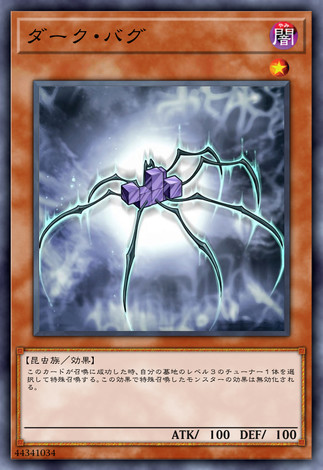 ダーク・バグ
やみ
闇
【昆虫族／効果】
このカードが召喚に成功した時、自分の墓地のレベル３のチューナー１体を選
択して特殊召喚する。この効果で特殊召喚したモンスターの効果は無効化され
る。
ATK/ 100 DEF/ 100
44341034